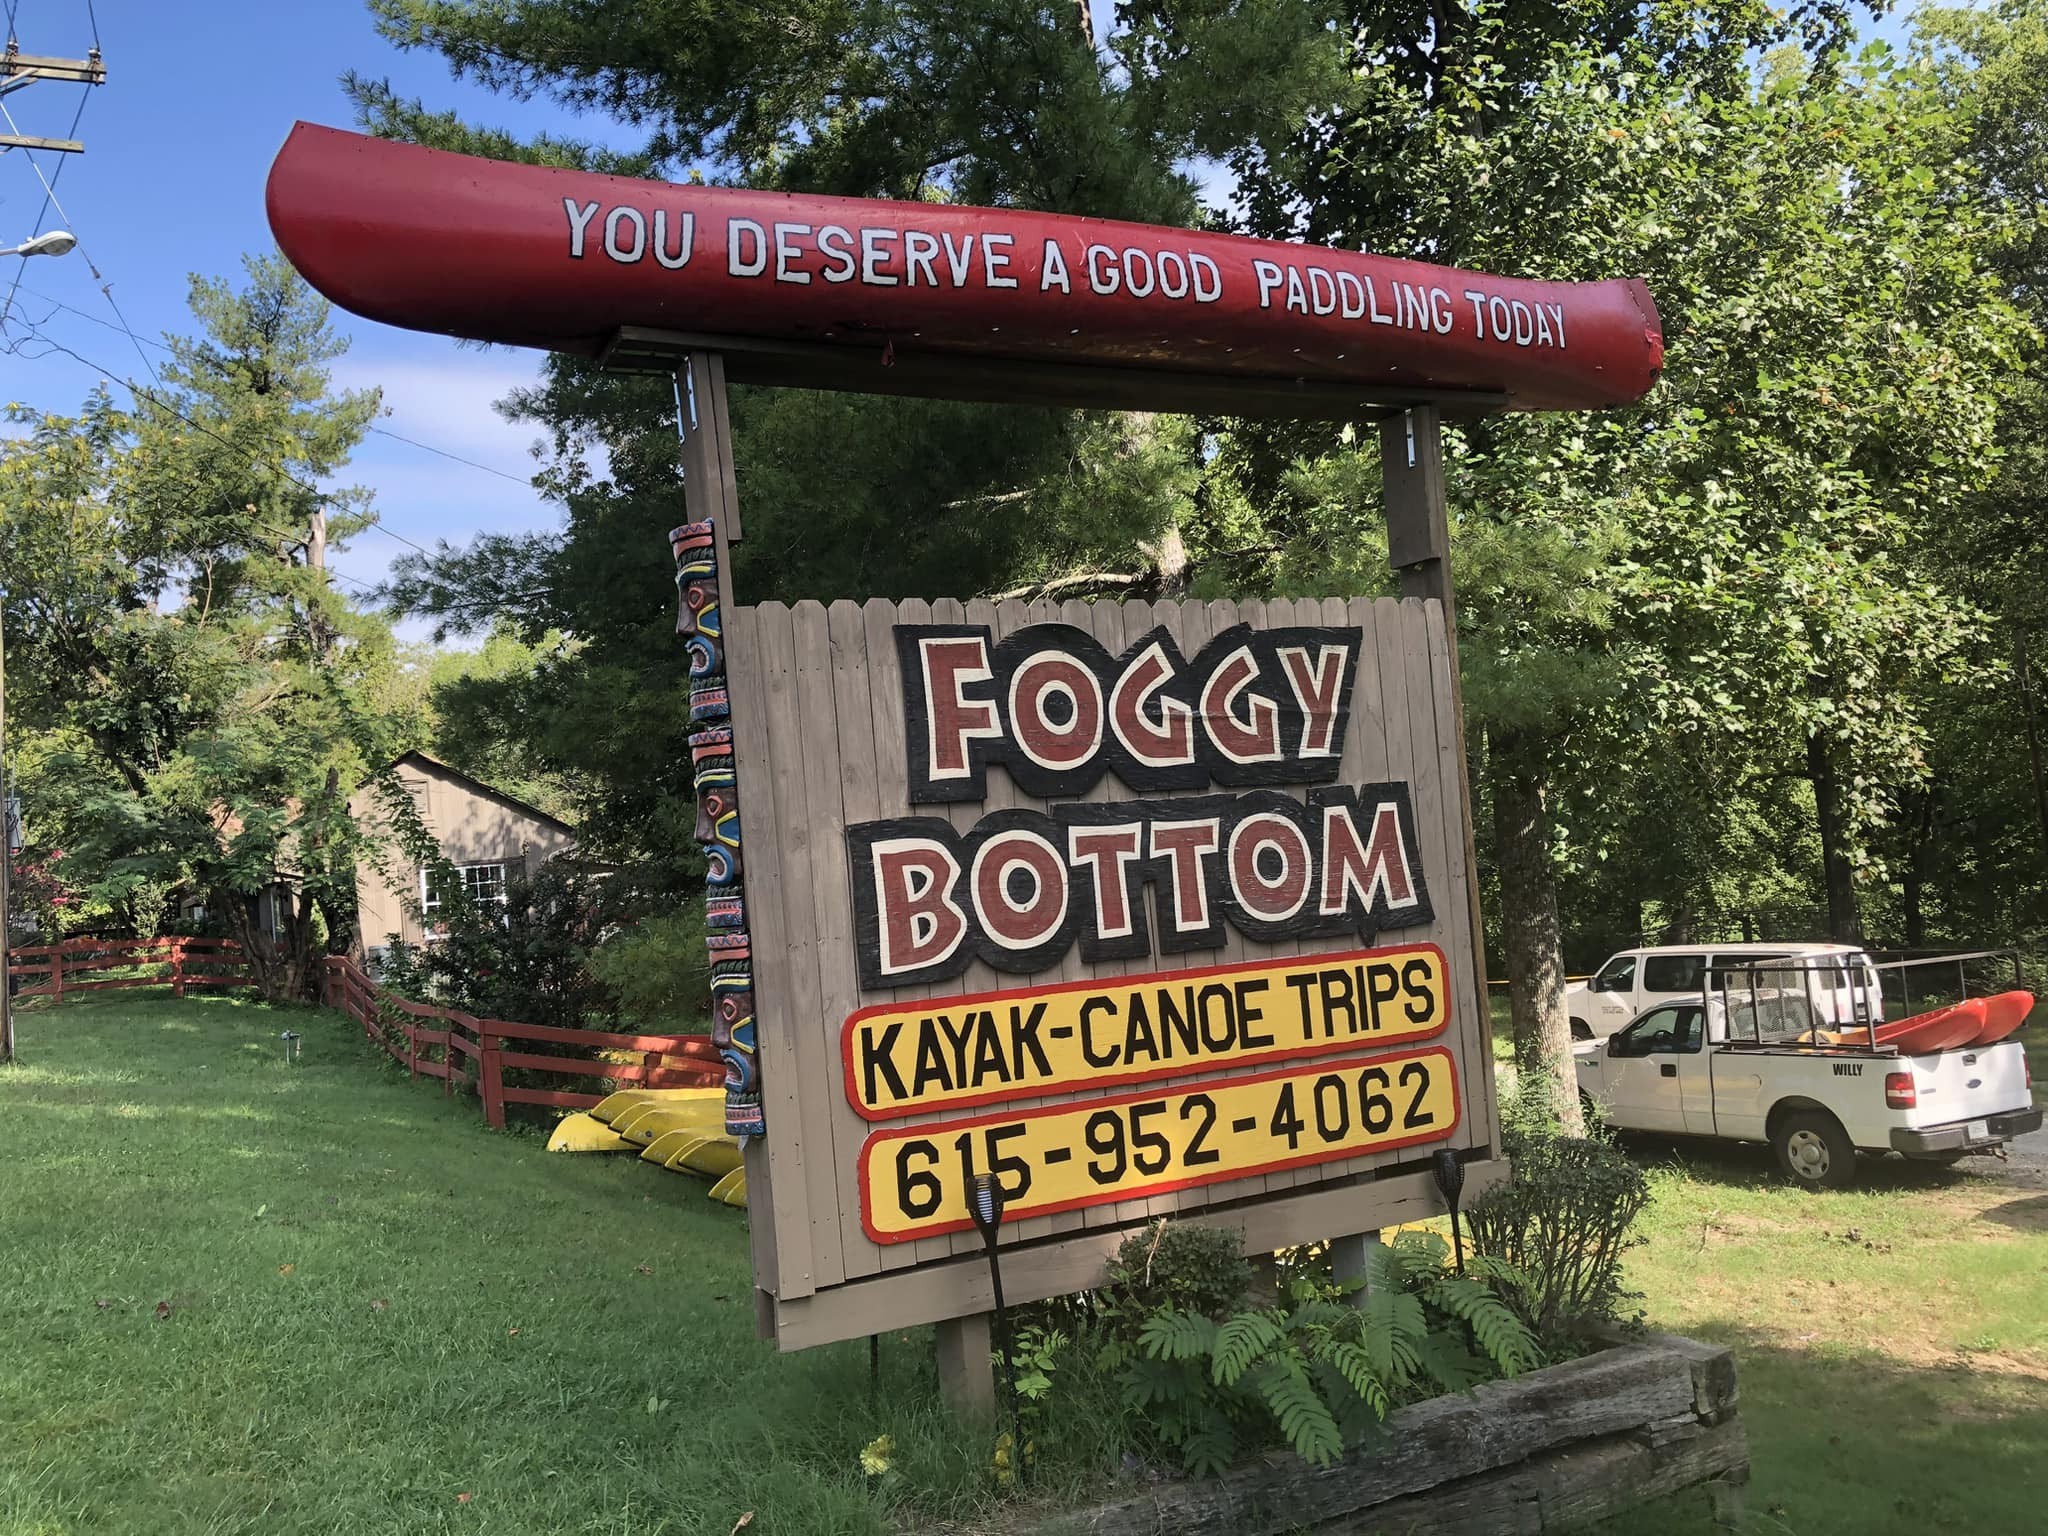 YOU DESERVE A GOOD PADDLING TODAY
FOGGY
BOTTOM
KAYAK-CANOE TRIPS
615-952-4062
WILLY